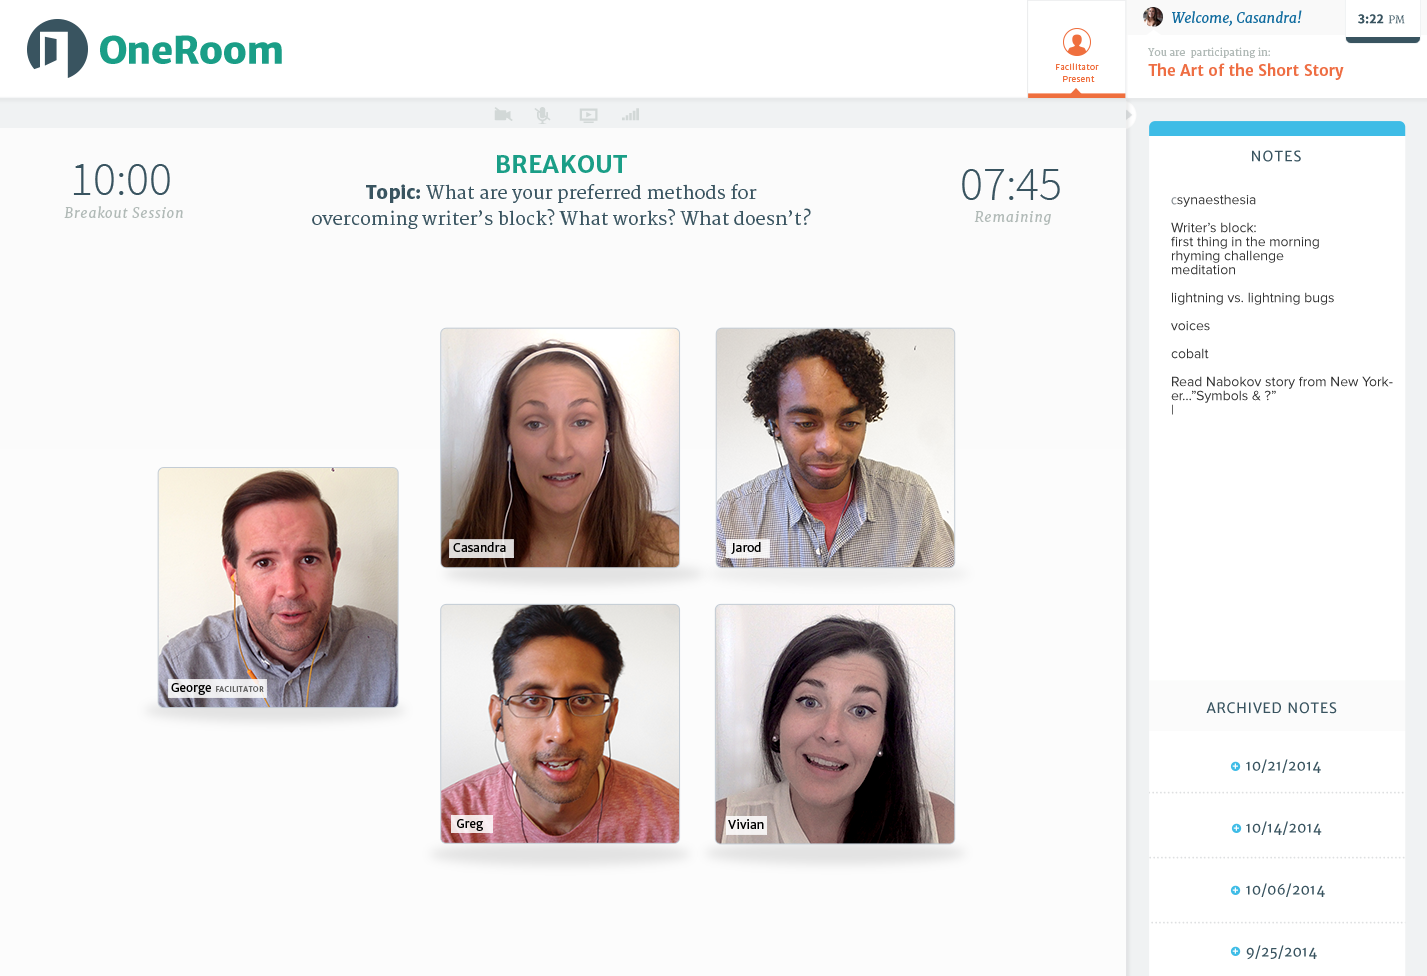 OneRoom
Facilitator
Present
Welcome, Casandra!
3:22 PM
You are participating in:
The Art of the Short Story
10:00
Breakout Session
BREAKOUT
Topic: What are your preferred methods for
overcoming writer’s block? What works? What doesn’t?
07:45
Remaining
Casandra
Jarod
George FACILITATOR
Greg
Vivian
NOTES
csynaesthesia
Writer’s block:
first thing in the morning
rhyming challenge
meditation
lightning vs. lightning bugs
voices
cobalt
Read Nabokov story from New York-
er...”Symbols & ?”
ARCHIVED NOTES
10/21/2014
10/14/2014
10/06/2014
9/25/2014